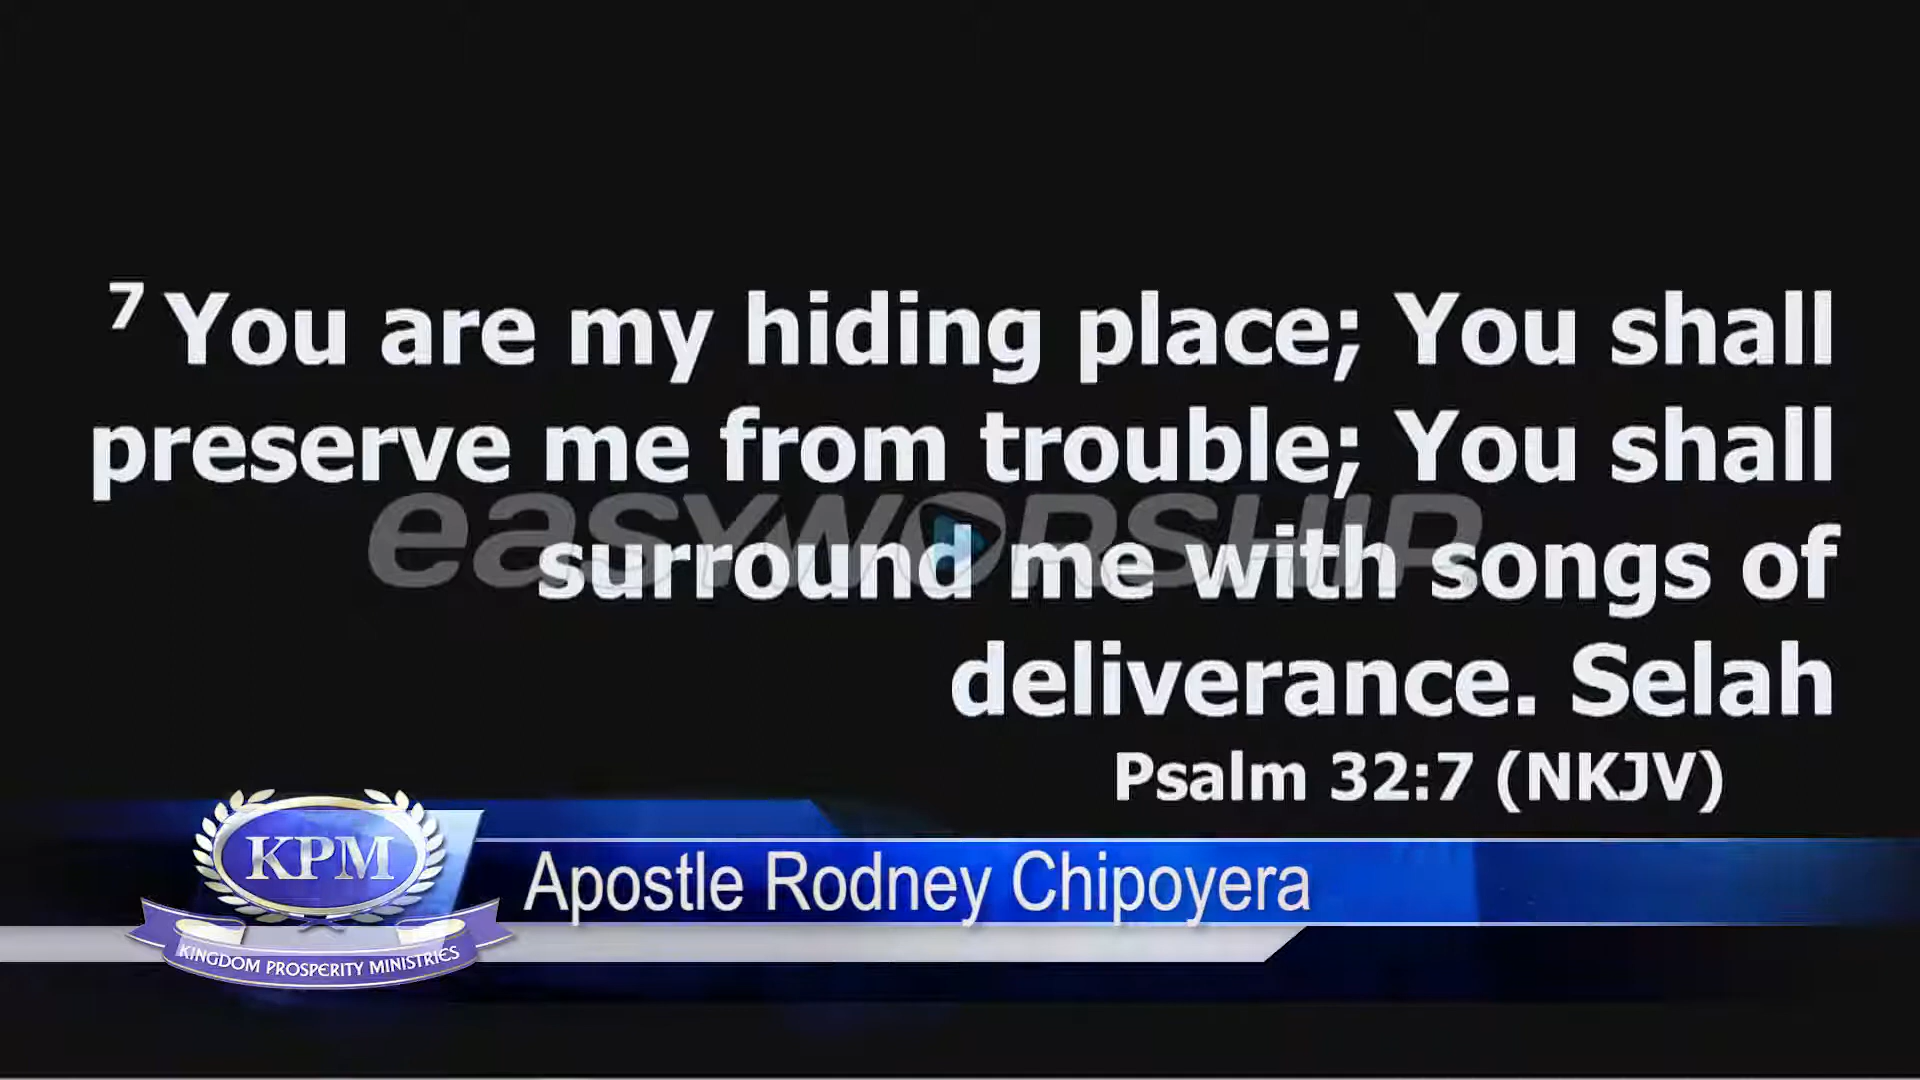 7 You are my hiding place; You shall
preserve me from trouble; You shall
easyworship
surround me with songs of
deliverance. Selah
Psalm 32:7 (NKJV)
KPM
Apostle Rodney Chipoyera
KINGDOM PROSPERITY MINISTRIES